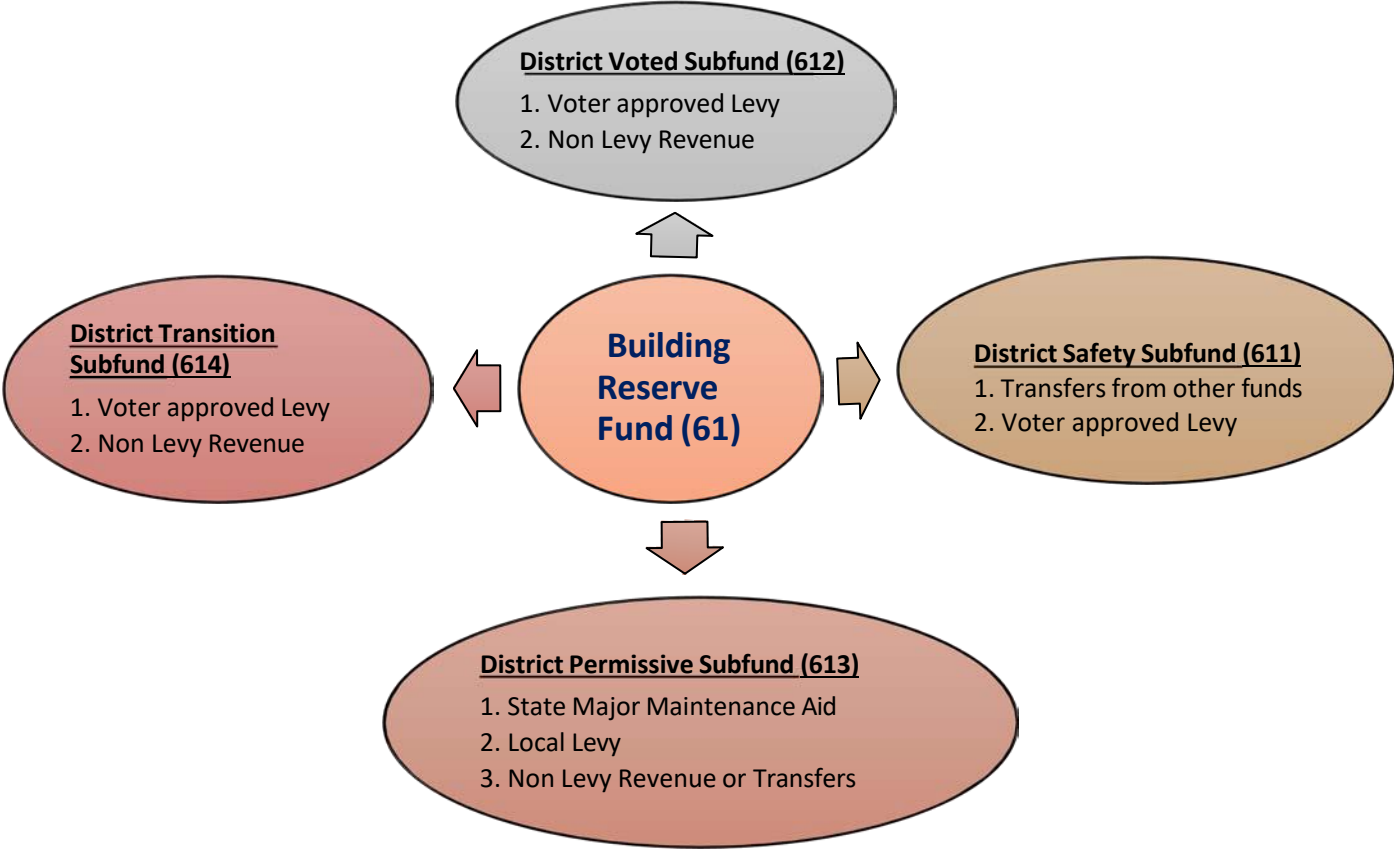 District Voted Subfund (612)
1. Voter approved Levy
2. Non Levy Revenue
District Transition
Subfund (614)
1. Voter approved Levy
2. Non Levy Revenue
Building
Reserve
Fund (61)
District Safety Subfund (611)
1. Transfers from other funds
2. Voter approved Levy
District Permissive Subfund (613)
1. State Major Maintenance Aid
2. Local Levy
3. Non Levy Revenue or Transfers